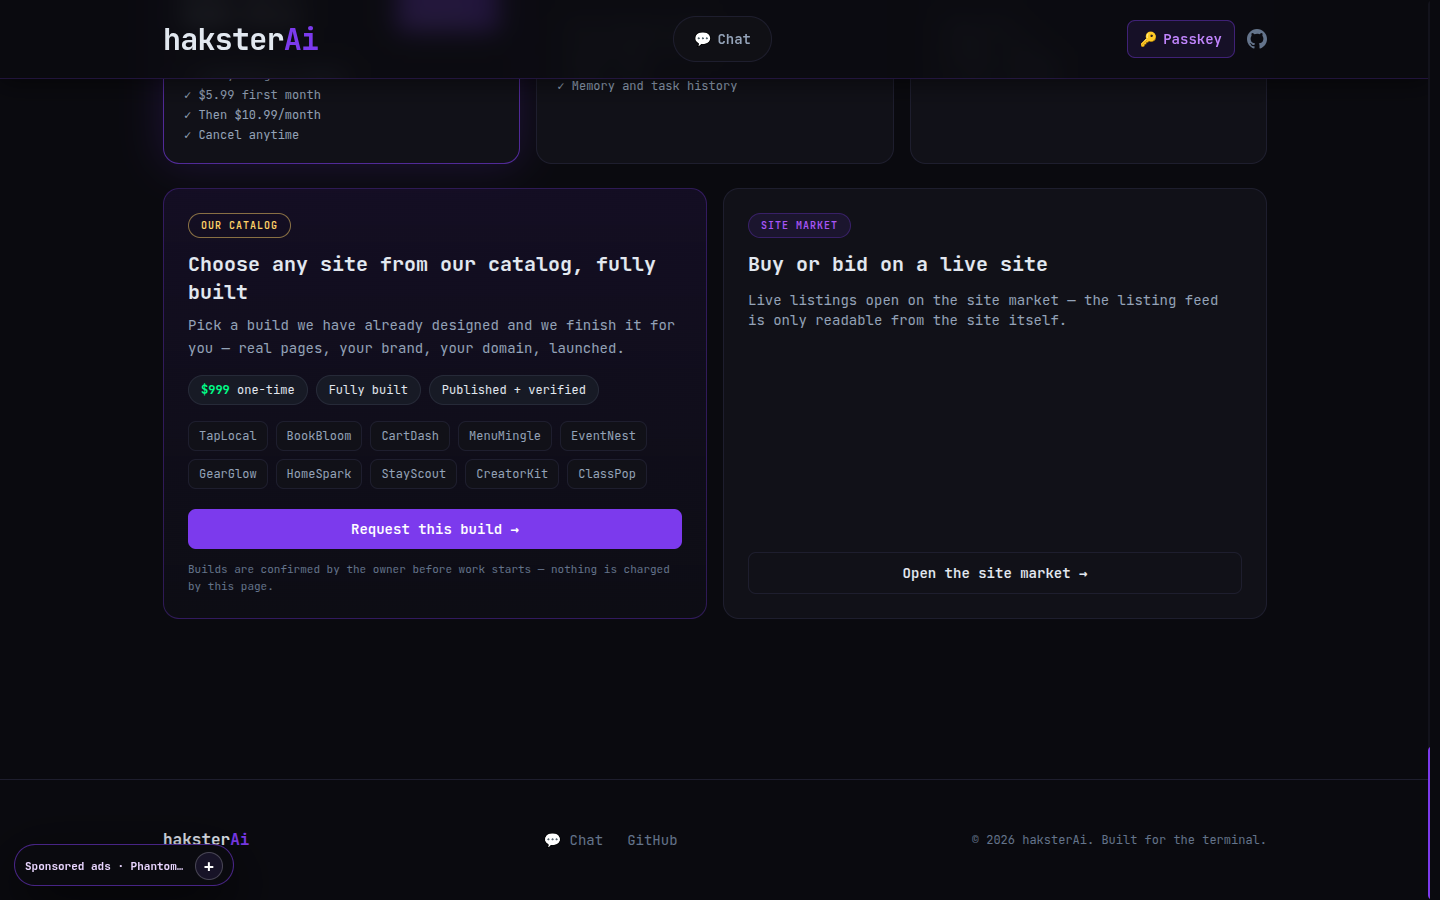 haksterAi
💬 Chat
🔑 Passkey
✓ $5.99 first month
✓ Then $10.99/month
✓ Cancel anytime
✓ Memory and task history
OUR CATALOG
Choose any site from our catalog, fully
built
Pick a build we have already designed and we finish it for
you — real pages, your brand, your domain, launched.
$999 one-time
Fully built
Published + verified
TapLocal
BookBloom
CartDash
MenuMingle
EventNest
GearGlow
HomeSpark
StayScout
CreatorKit
ClassPop
Request this build →
Builds are confirmed by the owner before work starts — nothing is charged
by this page.
SITE MARKET
Buy or bid on a live site
Live listings open on the site market — the listing feed
is only readable from the site itself.
Open the site market →
haksterAi
💬 Chat
GitHub
© 2026 haksterAi. Built for the terminal.
Sponsored ads · Phantom…
+